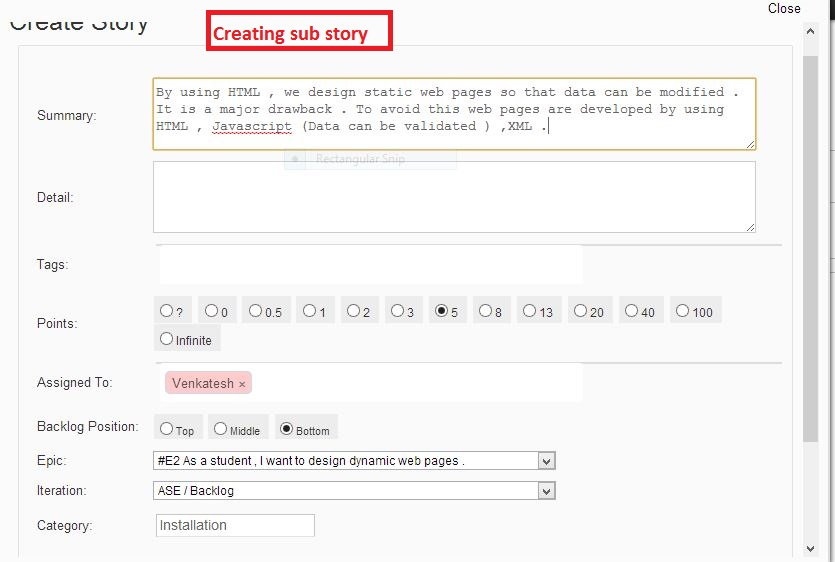 Close
Create Story
Creating sub story
Summary:
By using HTML , we design static web pages so that data can be modified .
It is a major drawback . To avoid this web pages are developed by using
HTML , Javascript (Data can be validated ) ,XML .
Rectangular Snip
Detail:
Tags:
Points:
? 0 0.5 1 2 3 5 8 13 20 40 100
Infinite
Assigned To:
Venkatesh ×
Backlog Position:
Top Middle Bottom
Epic:
#E2 As a student , I want to design dynamic web pages .
Iteration:
ASE / Backlog
Category:
Installation